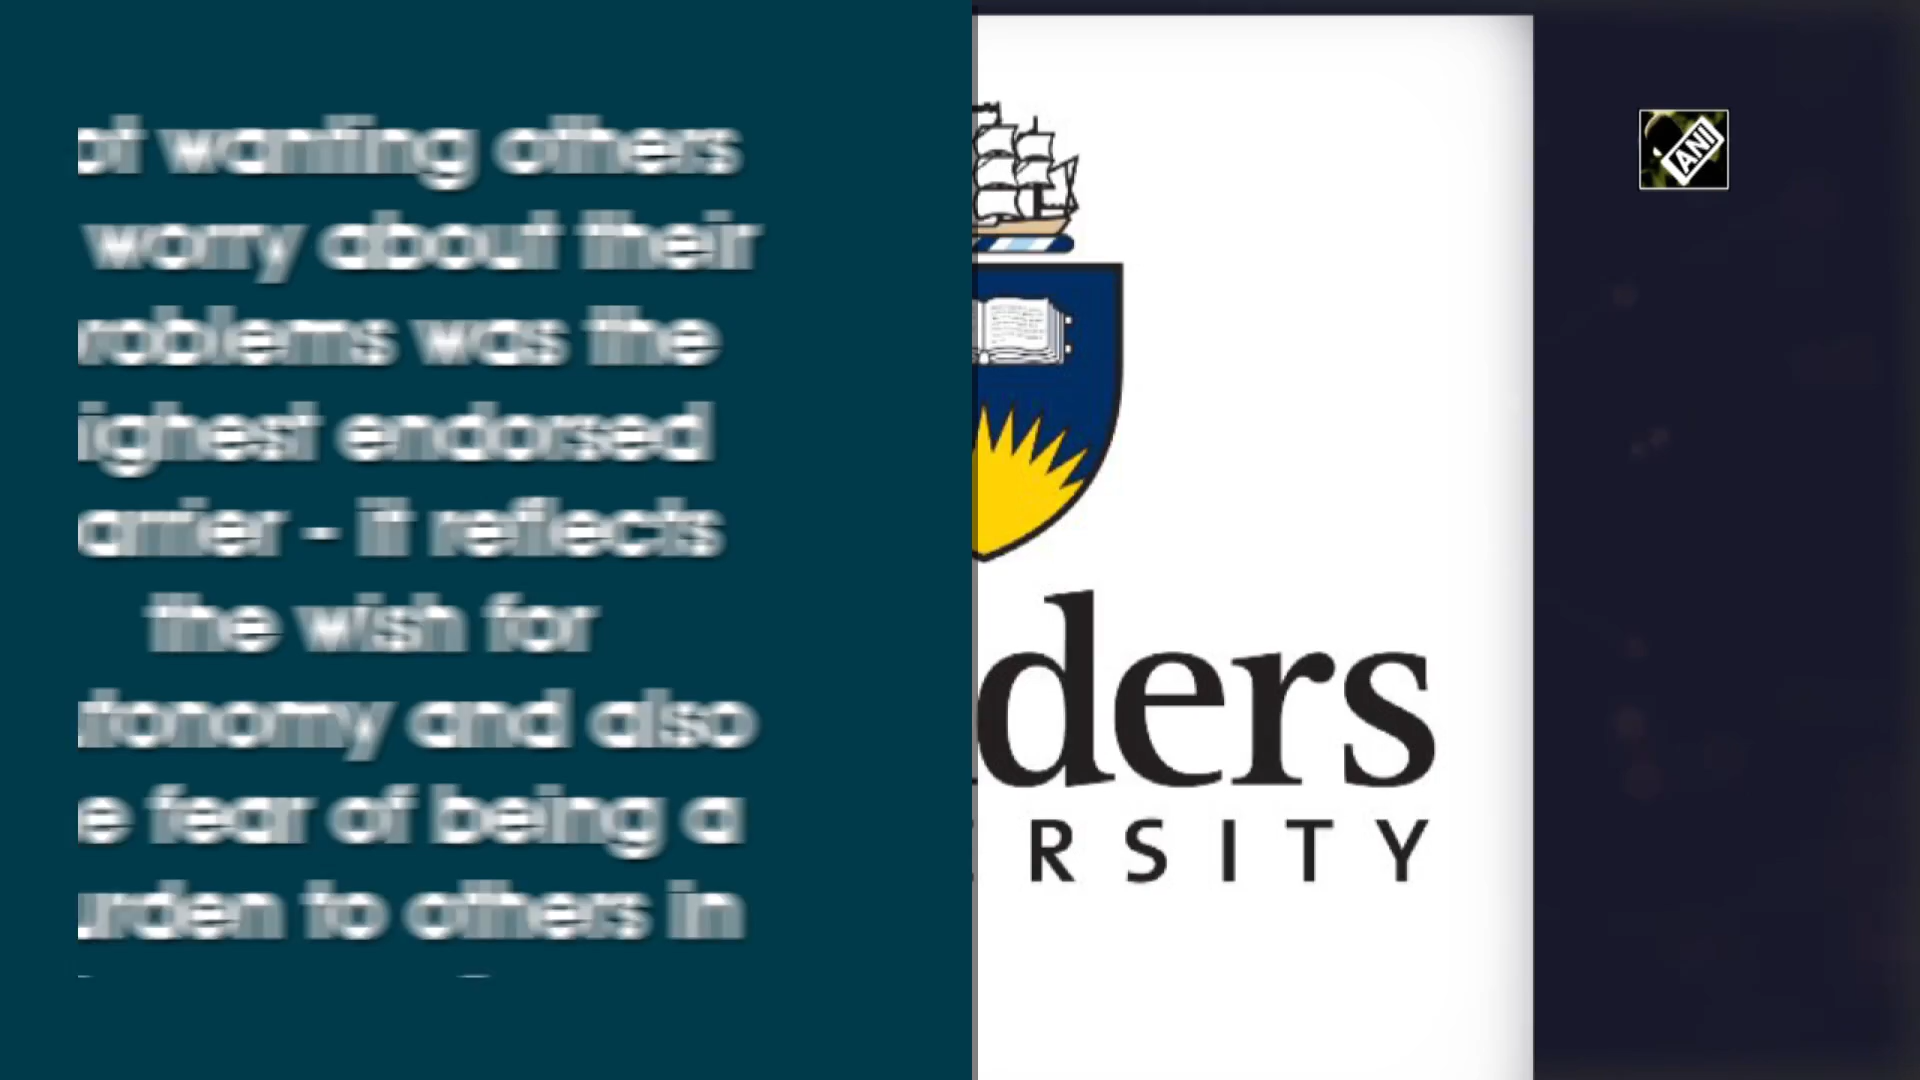 ot wanting others
worry about their
roblems was the
ighest endorsed
arrier - it reflects
the wish for
tonomy and also
e fear of being a
urden to others in
ders
RSITY
ANI